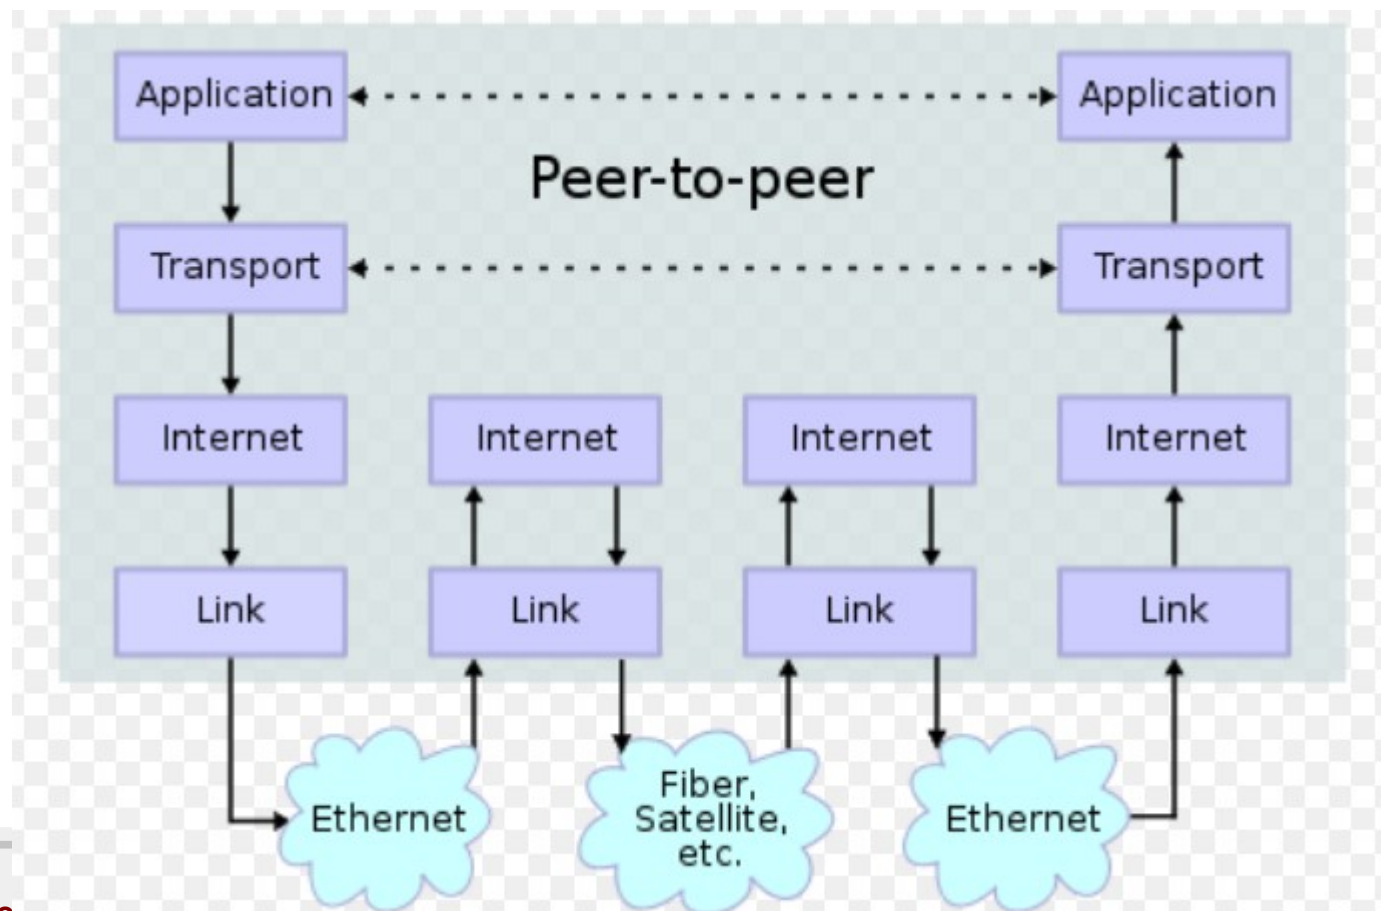 Application
Application
Peer-to-peer
Transport
Transport
Internet
Internet
Internet
Internet
Link
Link
Link
Link
Ethernet
Fiber,
Satellite,
etc.
Ethernet